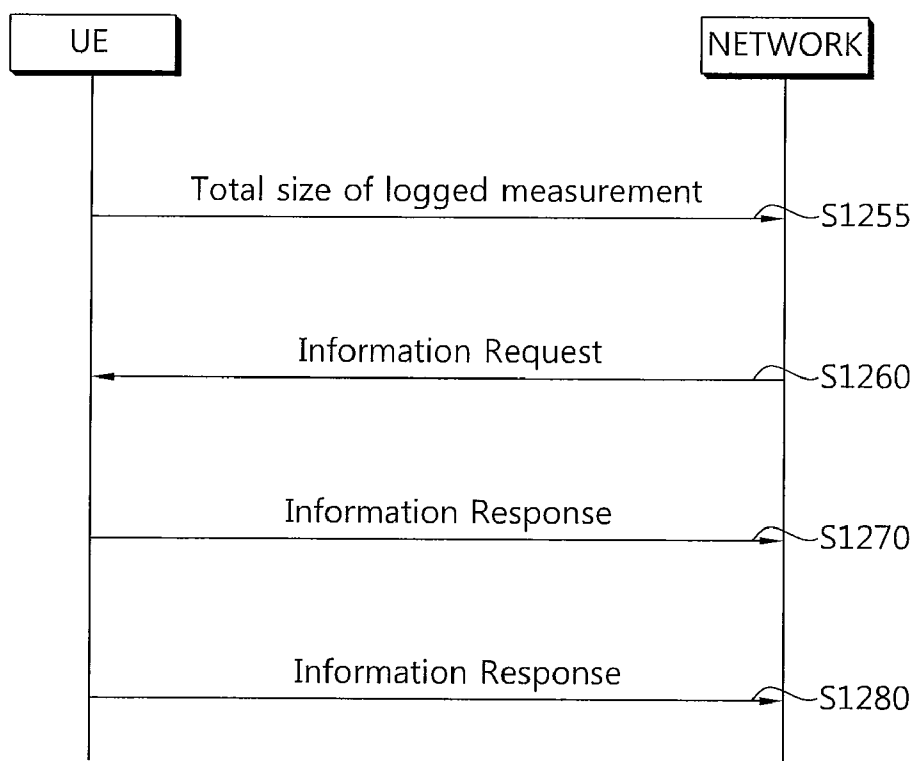 UE
NETWORK
Total size of logged measurement
S1255
Information Request
S1260
Information Response
S1270
Information Response
S1280